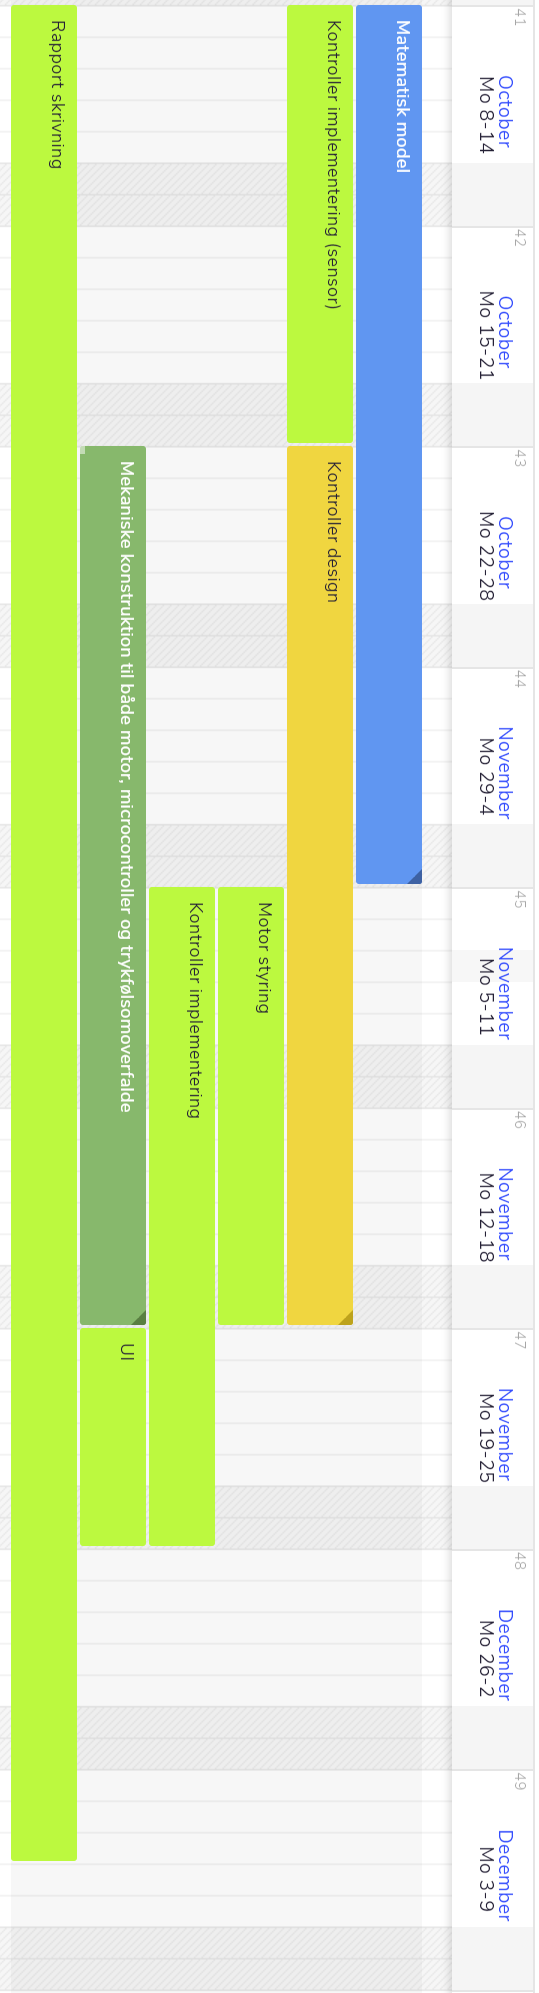 41
October
Mo 8-14
42
October
Mo 15-21
43
October
Mo 22-28
44
November
Mo 29-4
45
November
Mo 5-11
46
November
Mo 12-18
47
November
Mo 19-25
48
December
Mo 26-2
49
December
Mo 3-9
Matematisk model
Kontroller implementering (sensor)
Kontroller design
Motor styring
Kontroller implementering
Mekaniske konstruktion til både motor, microcontroller og trykfølsomoverfalde
UI
Rapport skrivning